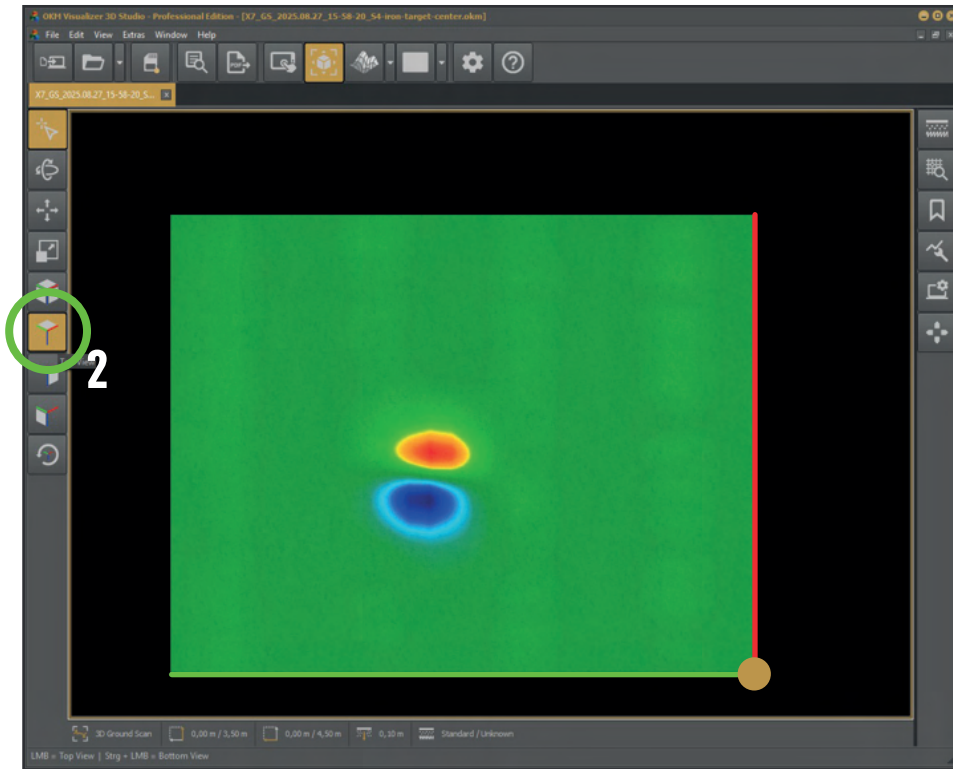 OKM Visualizer 3D Studio - Professional Edition - [X7_GS_2025.08.27_15-58-20_S4-iron-target-center.okm]
File Edit View Extras Window Help
PDF
X7_GS_2025.08.27_15-58-20_S...
2
3D Ground Scan 0,00 m / 3,50 m 0,00 m / 4,50 m 0,10 m Standard / Unknown
LMB = Top View | Strg + LMB = Bottom View